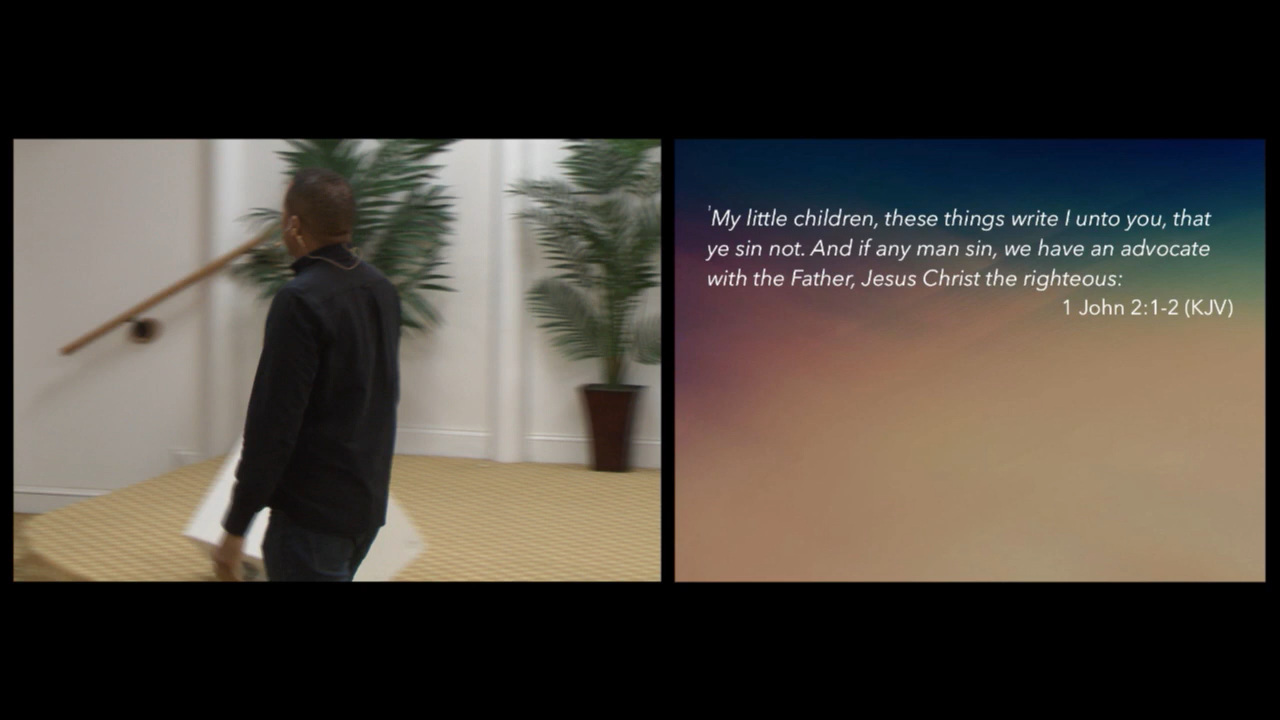 'My little children, these things write I unto you, that
ye sin not. And if any man sin, we have an advocate
with the Father, Jesus Christ the righteous:
1 John 2:1-2 (KJV)